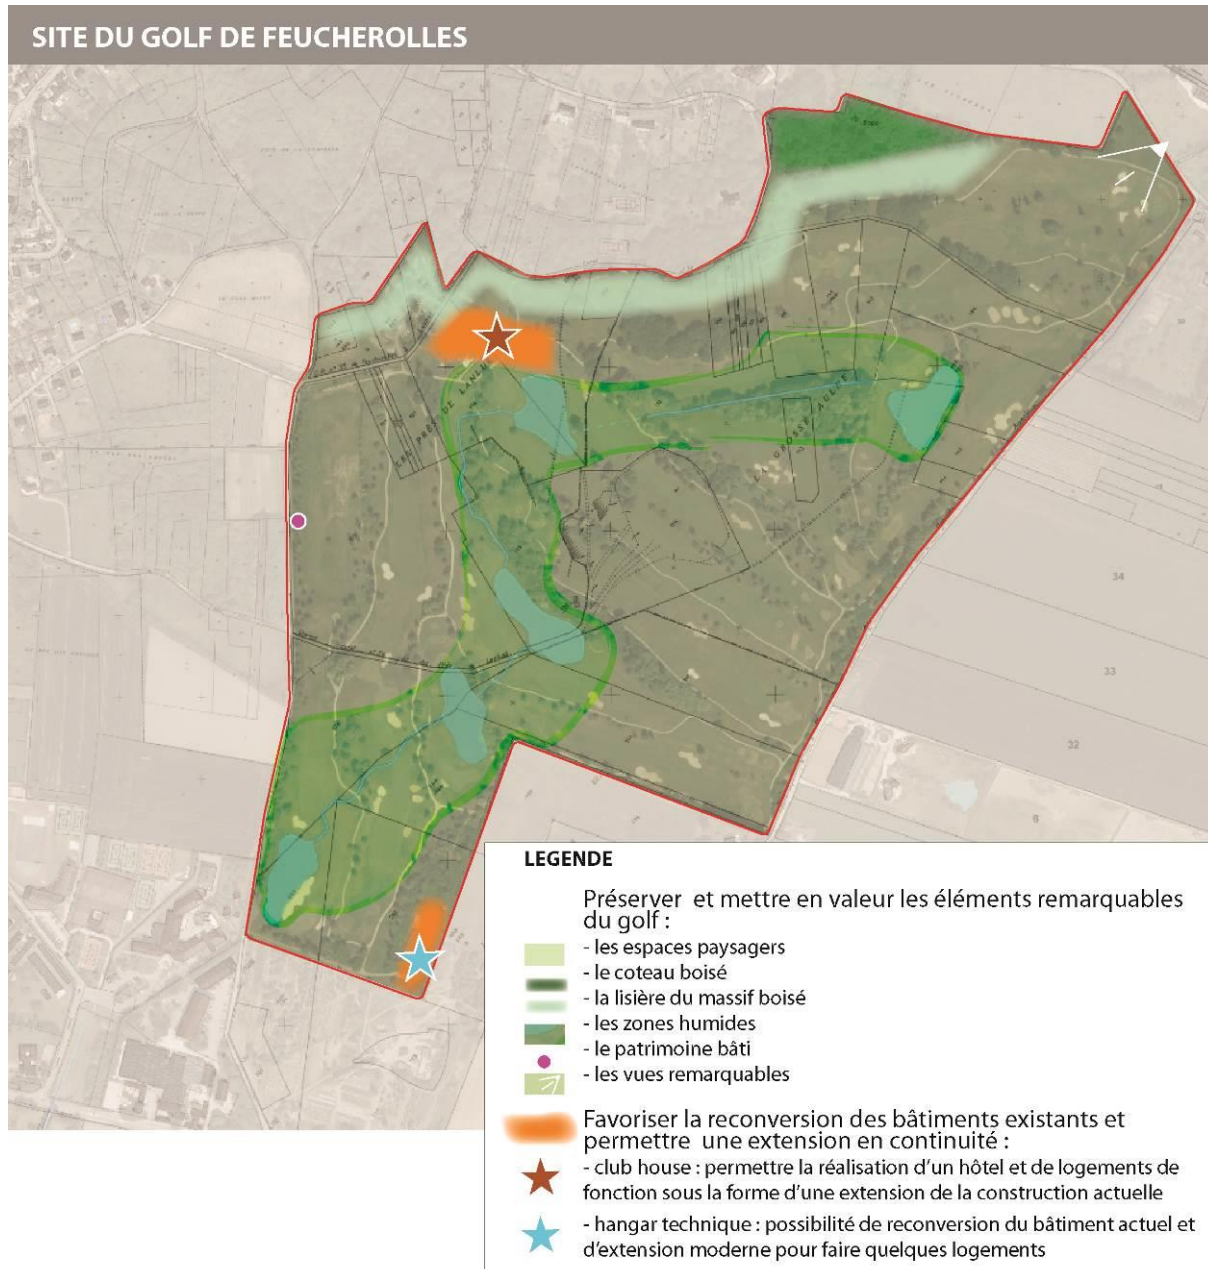 SITE DU GOLF DE FEUCHEROLLES
LA GROSSE AULNE
34
33
32
6
LEGENDE
Préserver et mettre en valeur les éléments remarquables
du golf :
- les espaces paysagers
- le coteau boisé
- la lisière du massif boisé
- les zones humides
- le patrimoine bâti
- les vues remarquables
Favoriser la reconversion des bâtiments existants et
permettre une extension en continuité :
- club house : permettre la réalisation d'un hôtel et de logements de
fonction sous la forme d'une extension de la construction actuelle
- hangar technique : possibilité de reconversion du bâtiment actuel et
d'extension moderne pour faire quelques logements